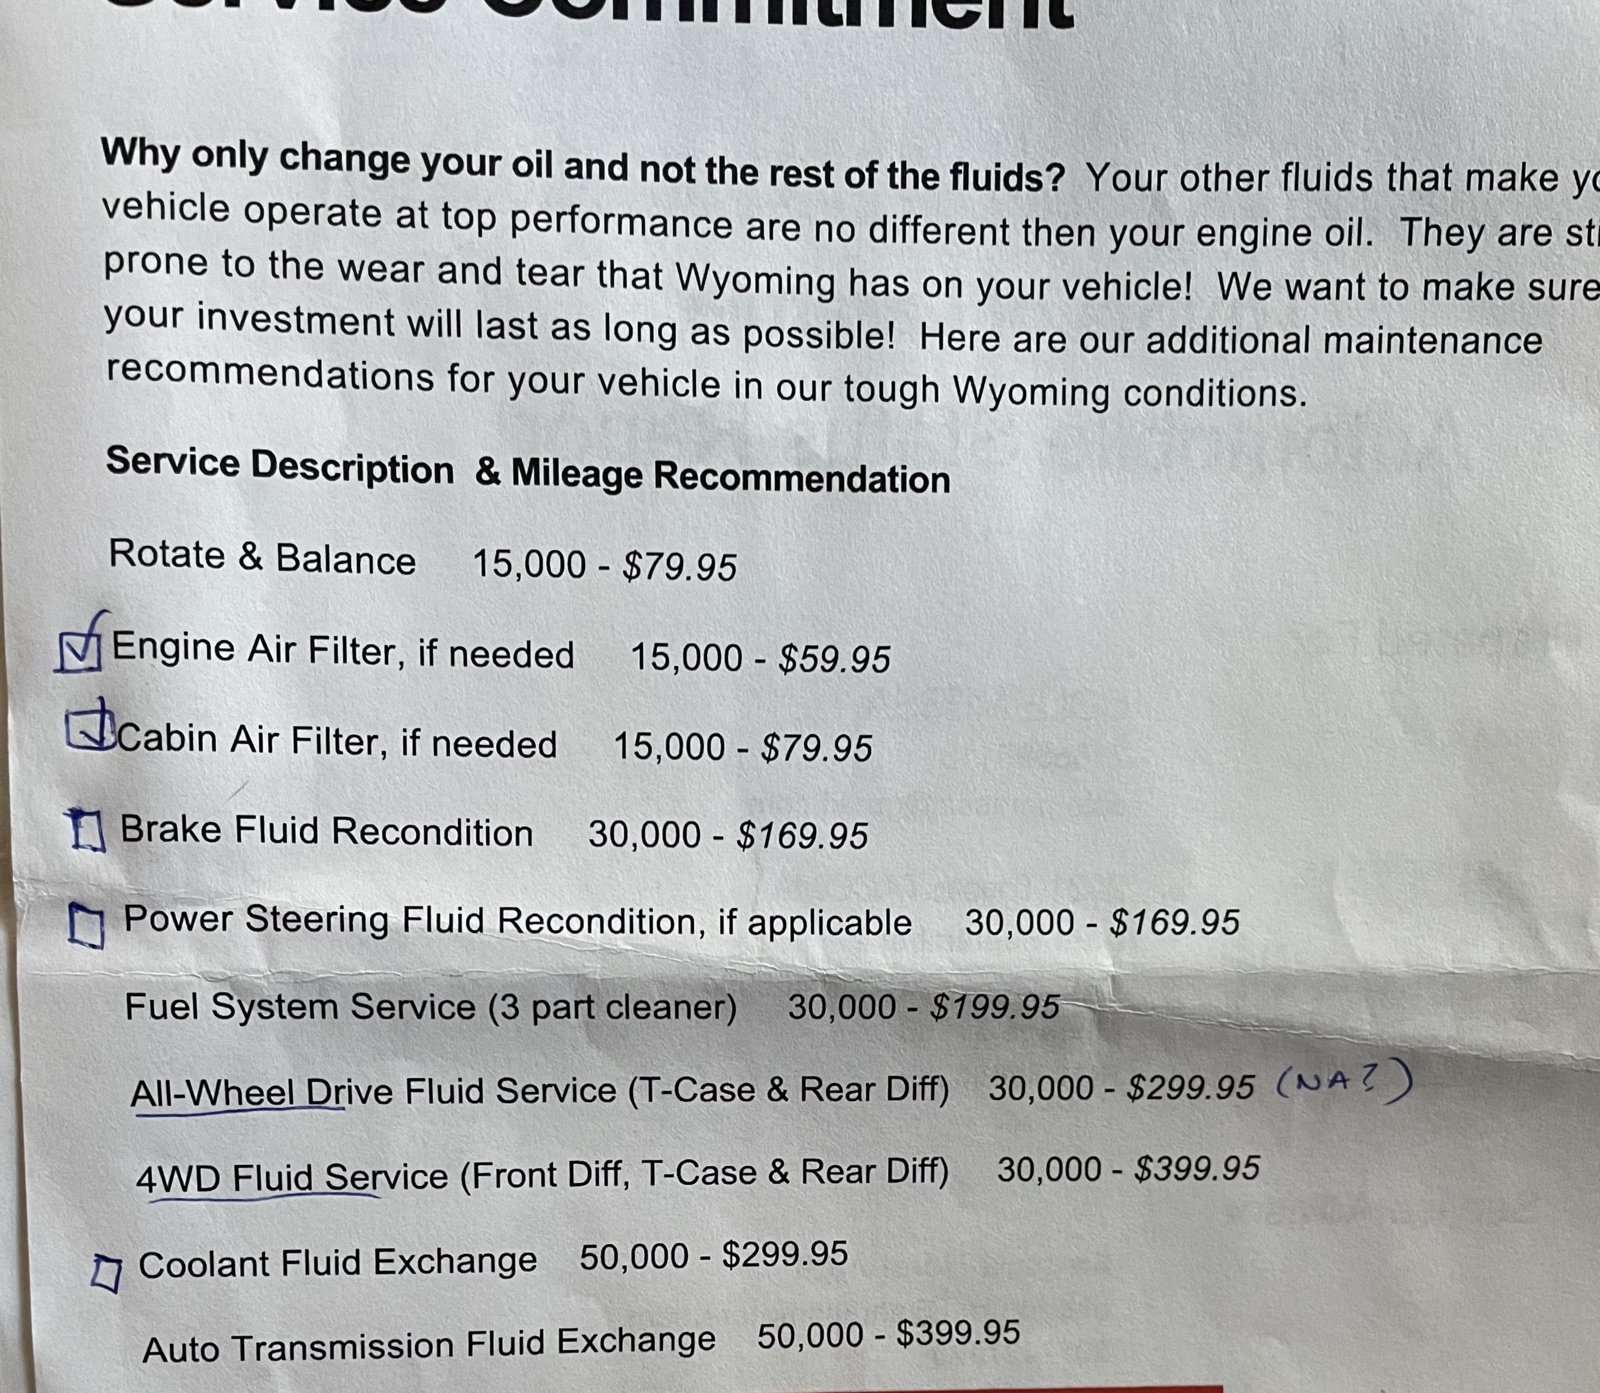 Service Commitment
Why only change your oil and not the rest of the fluids? Your other fluids that make
vehicle operate at top performance are no different then your engine oil. They are
prone to the wear and tear that Wyoming has on your vehicle! We want to make sure
your investment will last as long as possible! Here are our additional maintenance
recommendations for your vehicle in our tough Wyoming conditions.
Service Description & Mileage Recommendation
Rotate & Balance 15,000 - $79.95
Engine Air Filter, if needed 15,000 - $59.95
Cabin Air Filter, if needed 15,000 - $79.95
Brake Fluid Recondition 30,000 - $169.95
Power Steering Fluid Recondition, if applicable 30,000 - $169.95
Fuel System Service (3 part cleaner) 30,000 - $199.95
All-Wheel Drive Fluid Service (T-Case & Rear Diff) 30,000 - $299.95 (NA?)
4WD Fluid Service (Front Diff, T-Case & Rear Diff) 30,000 - $399.95
Coolant Fluid Exchange 50,000 - $299.95
Auto Transmission Fluid Exchange 50,000 - $399.95